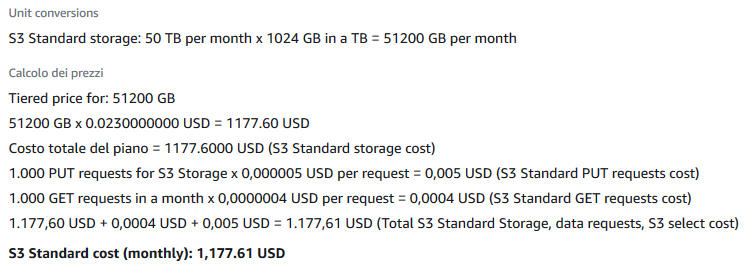 Unit conversions
S3 Standard storage: 50 TB per month x 1024 GB in a TB = 51200 GB per month
Calcolo dei prezzi
Tiered price for: 51200 GB
51200 GB x 0.0230000000 USD = 1177.60 USD
Costo totale del piano = 1177.6000 USD (S3 Standard storage cost)
1.000 PUT requests for S3 Storage x 0,000005 USD per request = 0,005 USD (S3 Standard PUT requests cost)
1.000 GET requests in a month x 0,0000004 USD per request = 0,0004 USD (S3 Standard GET requests cost)
1.177,60 USD + 0,0004 USD + 0,005 USD = 1.177,61 USD (Total S3 Standard Storage, data requests, S3 select cost)
S3 Standard cost (monthly): 1,177.61 USD